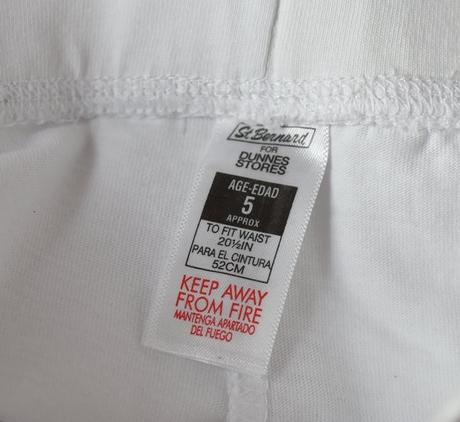 St Bernard
FOR
DUNNES
STORES
AGE-EDAD
5
APPROX
TO FIT WAIST
20½IN
PARA EL CINTURA
52CM
KEEP AWAY
FROM FIRE
MANTENGA APARTADO
DEL FUEGO